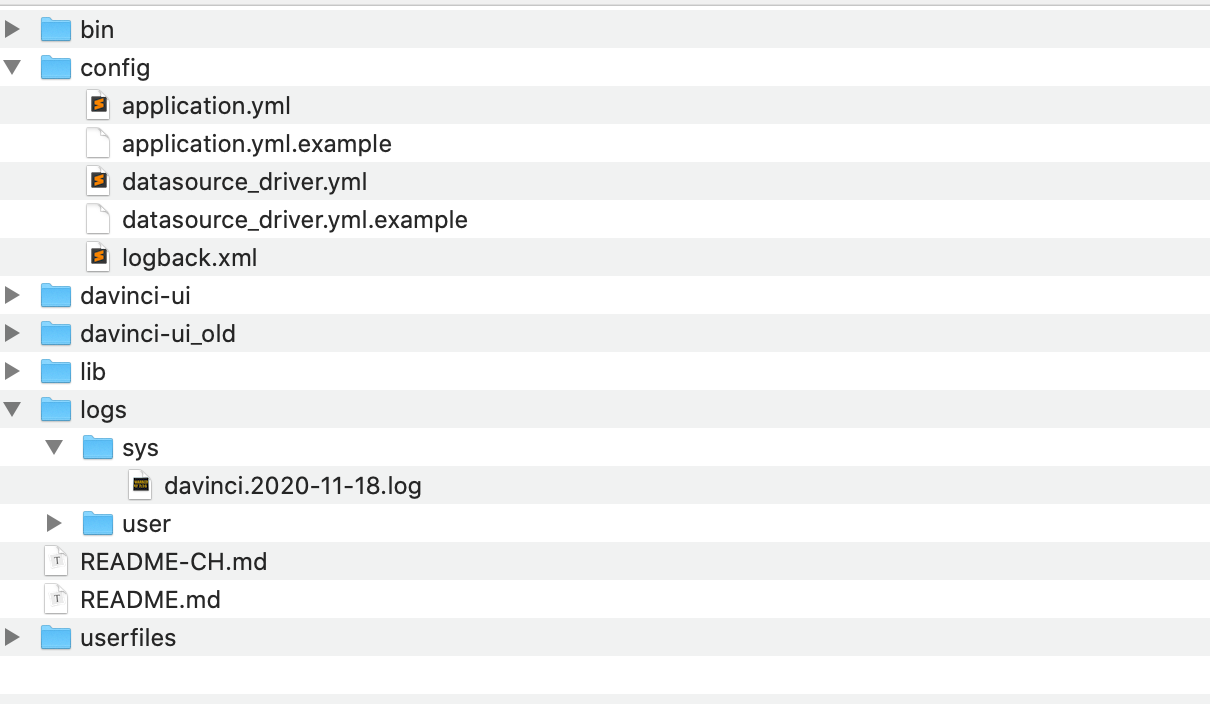 bin
config
application.yml
application.yml.example
datasource_driver.yml
datasource_driver.yml.example
logback.xml
davinci-ui
davinci-ui_old
lib
logs
sys
davinci.2020-11-18.log
user
README-CH.md
README.md
userfiles